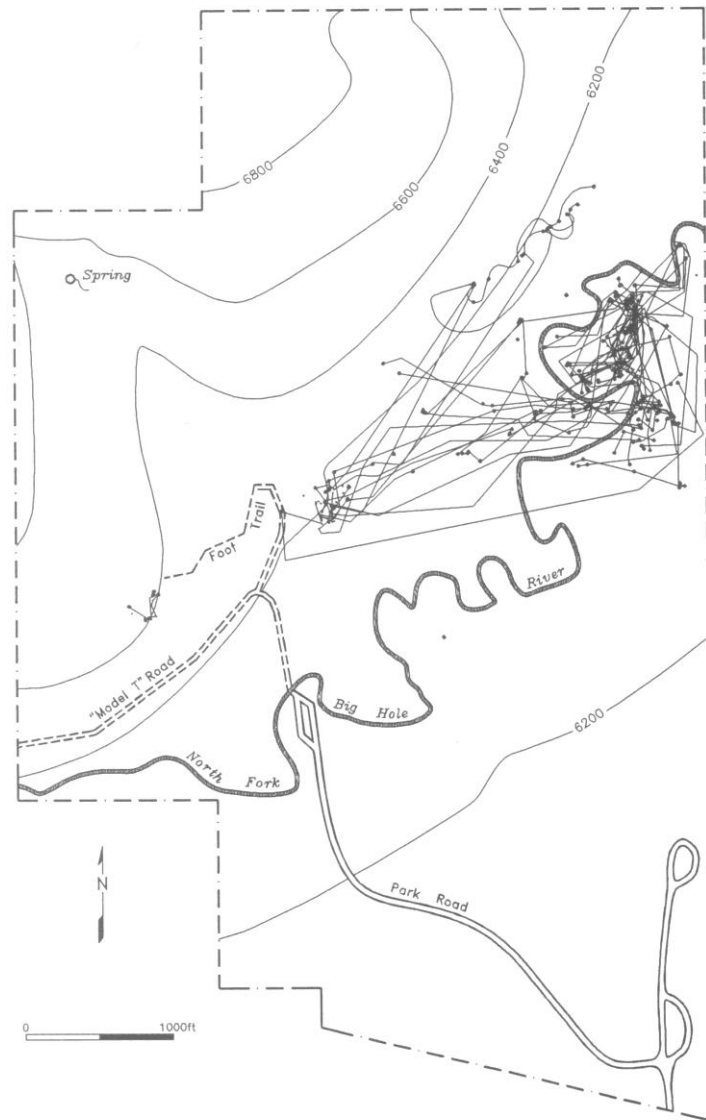 6200
6400
6800
6600
Spring
Foot Trail
River
"Model T" Road
Big Hole
6200
North Fork
N
Park Road
0 1000ft